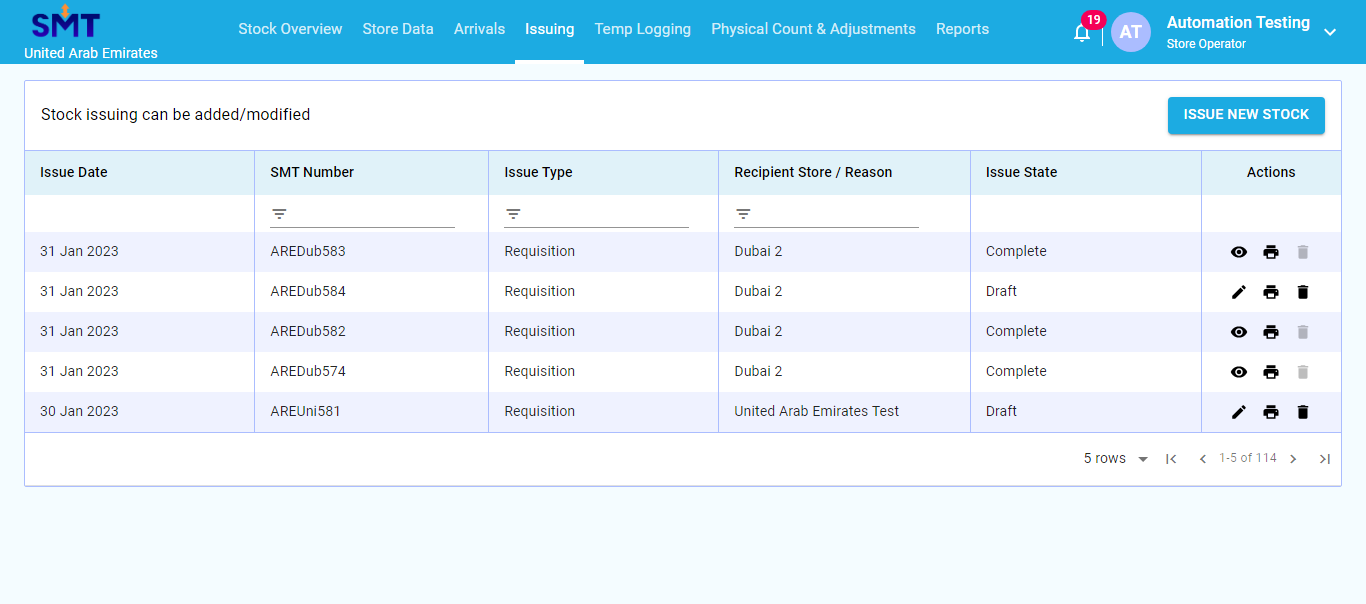 SMT
United Arab Emirates
Stock Overview Store Data Arrivals Issuing Temp Logging Physical Count & Adjustments Reports
19
AT
Automation Testing
Store Operator
Stock issuing can be added/modified
ISSUE NEW STOCK
Issue Date SMT Number Issue Type Recipient Store / Reason Issue State Actions
31 Jan 2023 AREDub583 Requisition Dubai 2 Complete
31 Jan 2023 AREDub584 Requisition Dubai 2 Draft
31 Jan 2023 AREDub582 Requisition Dubai 2 Complete
31 Jan 2023 AREDub574 Requisition Dubai 2 Complete
30 Jan 2023 AREUni581 Requisition United Arab Emirates Test Draft
5 rows 1-5 of 114